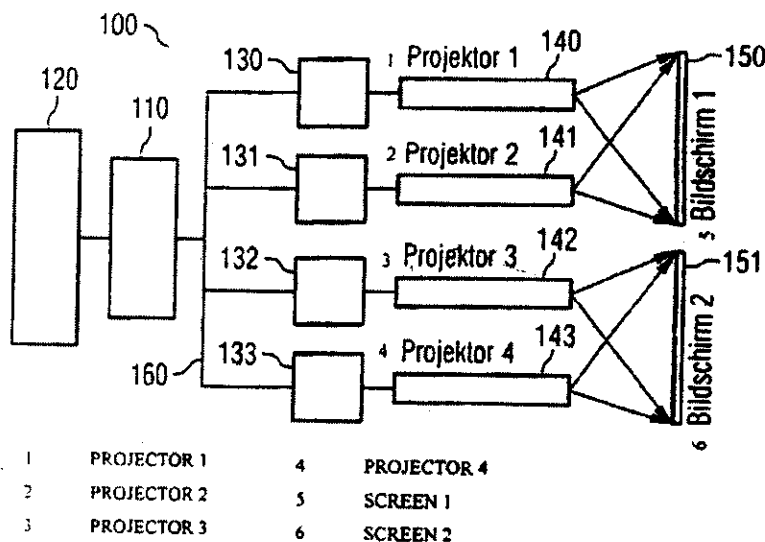 100
120
110
130
1 Projektor 1
140
150
131
2 Projektor 2
141
5 Bildschirm 1
132
3 Projektor 3
142
151
133
4 Projektor 4
143
160
6 Bildschirm 2
1 PROJECTOR 1
2 PROJECTOR 2
3 PROJECTOR 3
4 PROJECTOR 4
5 SCREEN 1
6 SCREEN 2